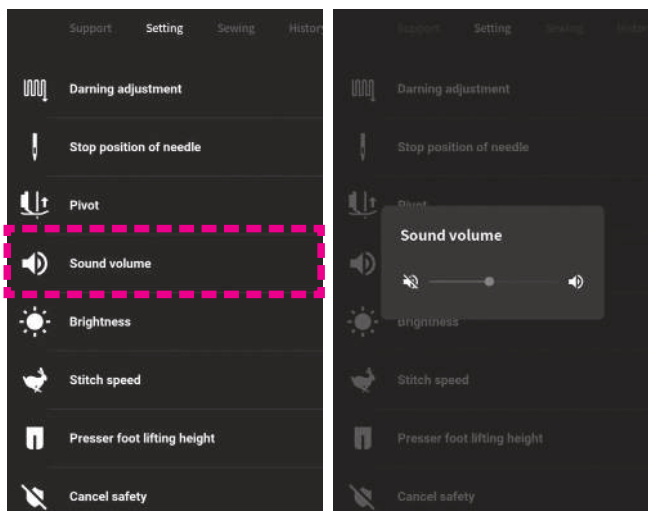 Support Setting Sewing History
Darning adjustment
Stop position of needle
Pivot
Sound volume
Brightness
Stitch speed
Presser foot lifting height
Cancel safety
Support Setting Sewing
Darning adjustment
Stop position of needle
Pivot
Sound volume
Brightness
Stitch speed
Presser foot lifting height
Cancel safety